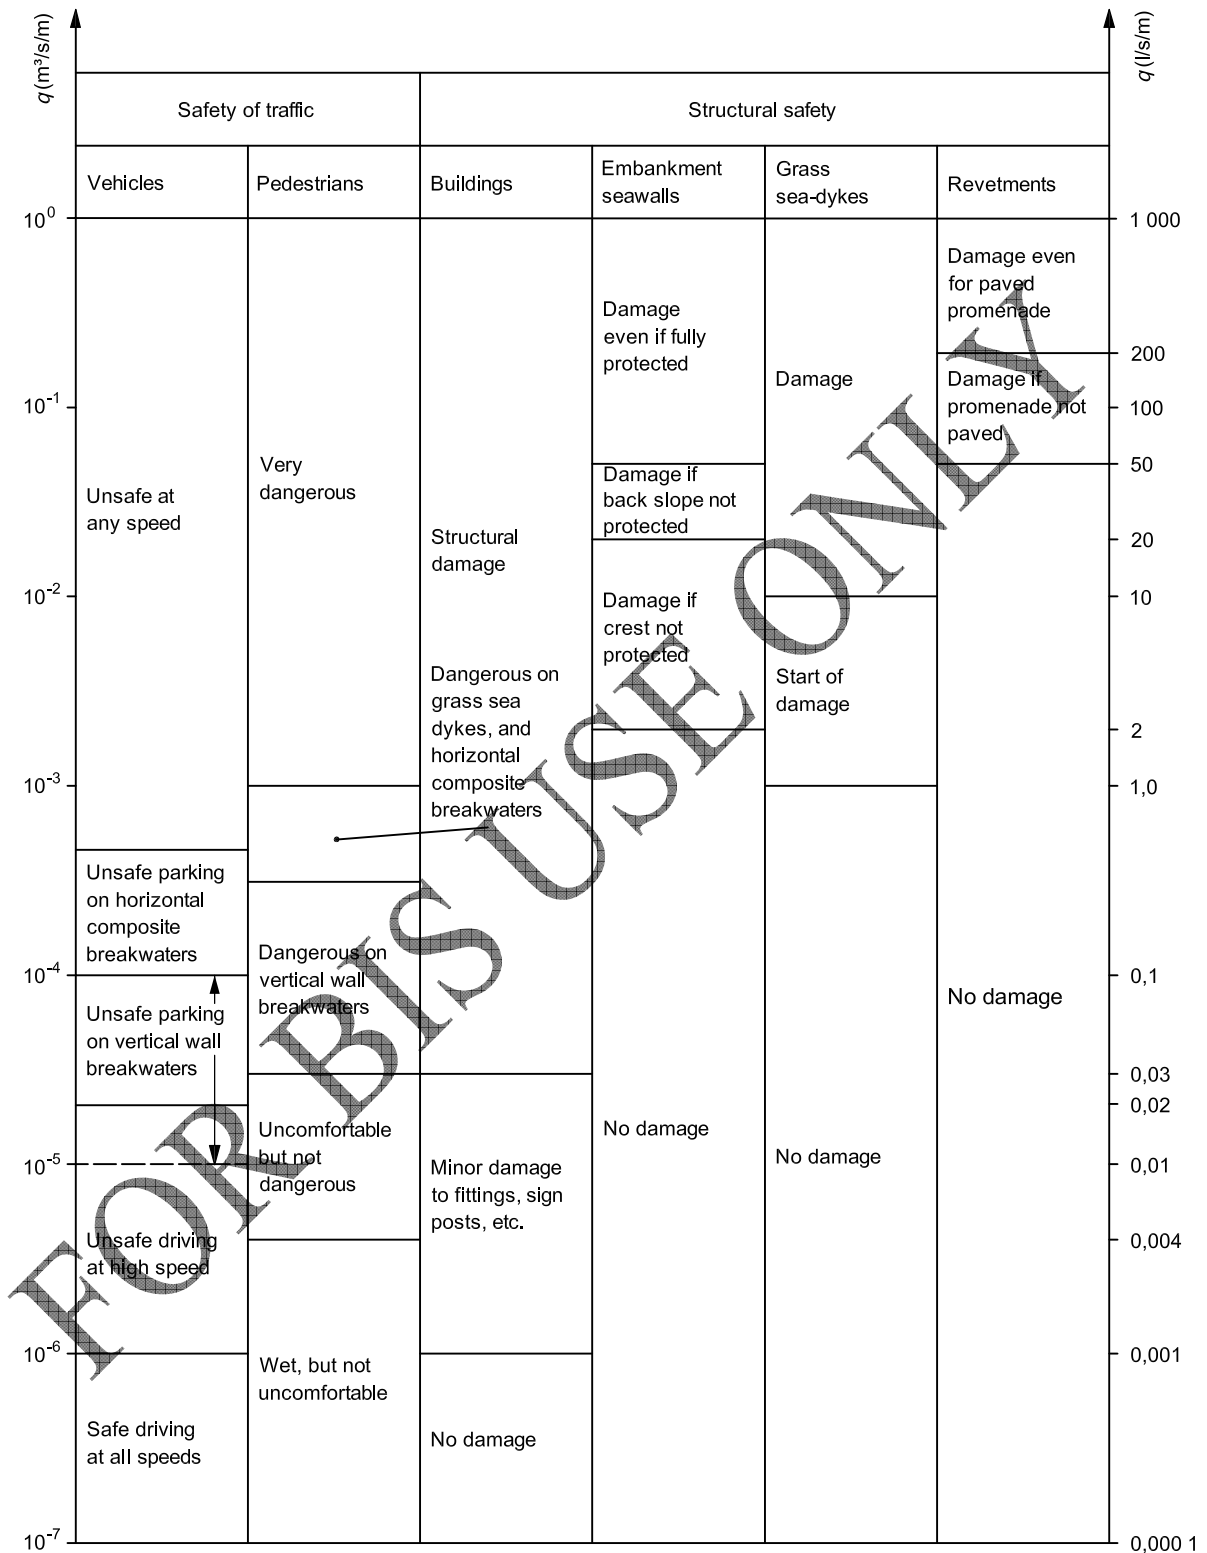 q (m³/s/m)
q (l/s/m)
Safety of traffic
Structural safety
Vehicles
Pedestrians
Buildings
Embankment
seawalls
Grass
sea-dykes
Revetments
10⁰
10⁻¹
10⁻²
10⁻³
10⁻⁴
10⁻⁵
10⁻⁶
10⁻⁷
Unsafe at
any speed
Unsafe parking
on horizontal
composite
breakwaters
Unsafe parking
on vertical wall
breakwaters
Unsafe driving
at high speed
Safe driving
at all speeds
Very
dangerous
Dangerous on
vertical wall
breakwaters
Uncomfortable
but not
dangerous
Wet, but not
uncomfortable
Structural
damage
Dangerous on
grass sea
dykes, and
horizontal
composite
breakwaters
Minor damage
to fittings, sign
posts, etc.
No damage
Damage
even if fully
protected
Damage if
back slope not
protected
Damage if
crest not
protected
No damage
Damage
Start of
damage
No damage
Damage even
for paved
promenade
Damage if
promenade not
paved
No damage
1 000
200
100
50
20
10
2
1,0
0,1
0,03
0,02
0,01
0,004
0,001
0,000 1
FOR BIS USE ONLY